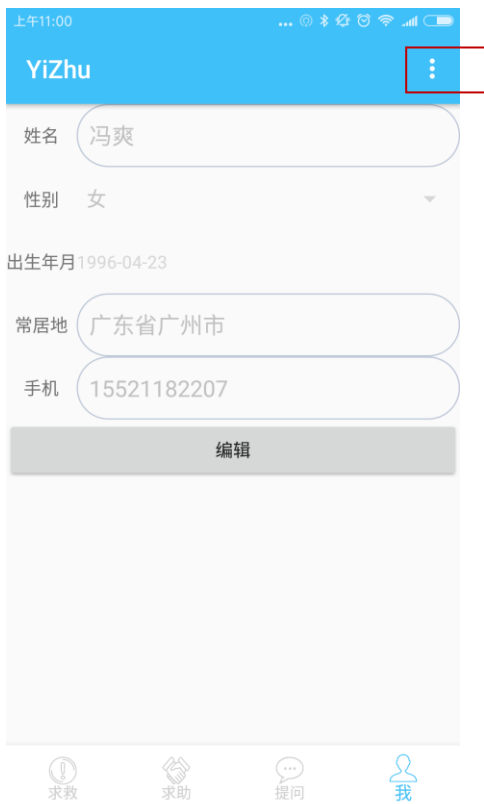 上午11:00 ...
YiZhu
姓名 冯爽
性别 女
出生年月 1996-04-23
常居地 广东省广州市
手机 15521182207
编辑
求救 求助 提问 我